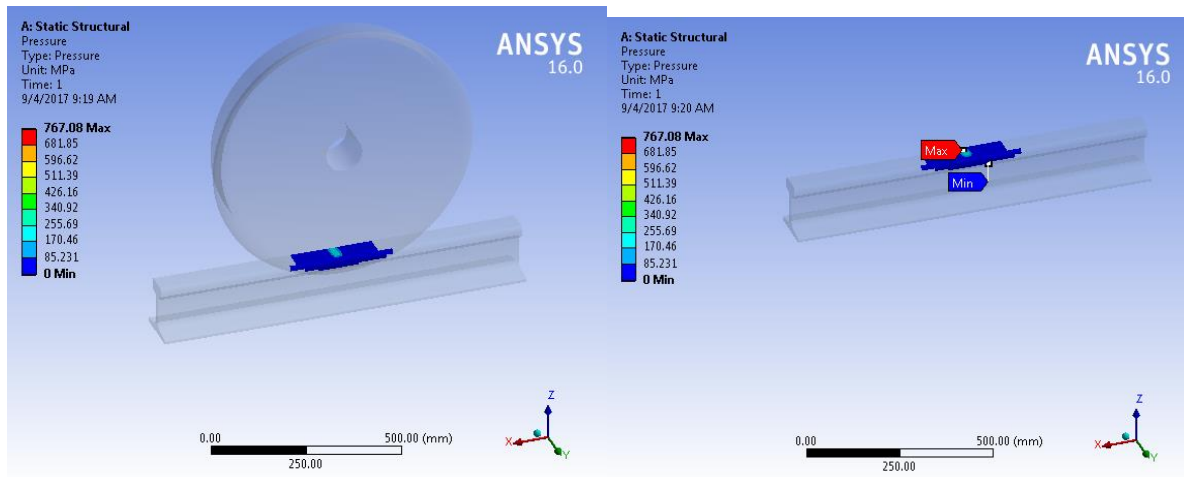 A: Static Structural
Pressure
Type: Pressure
Unit: MPa
Time: 1
9/4/2017 9:19 AM
767.08 Max
681.85
596.62
511.39
426.16
340.92
255.69
170.46
85.231
0 Min
ANSYS
16.0
0.00 500.00 (mm)
250.00
Z
X
Y
A: Static Structural
Pressure
Type: Pressure
Unit: MPa
Time: 1
9/4/2017 9:20 AM
767.08 Max
681.85
596.62
511.39
426.16
340.92
255.69
170.46
85.231
0 Min
ANSYS
16.0
Max
Min
0.00 500.00 (mm)
250.00
Z
X
Y